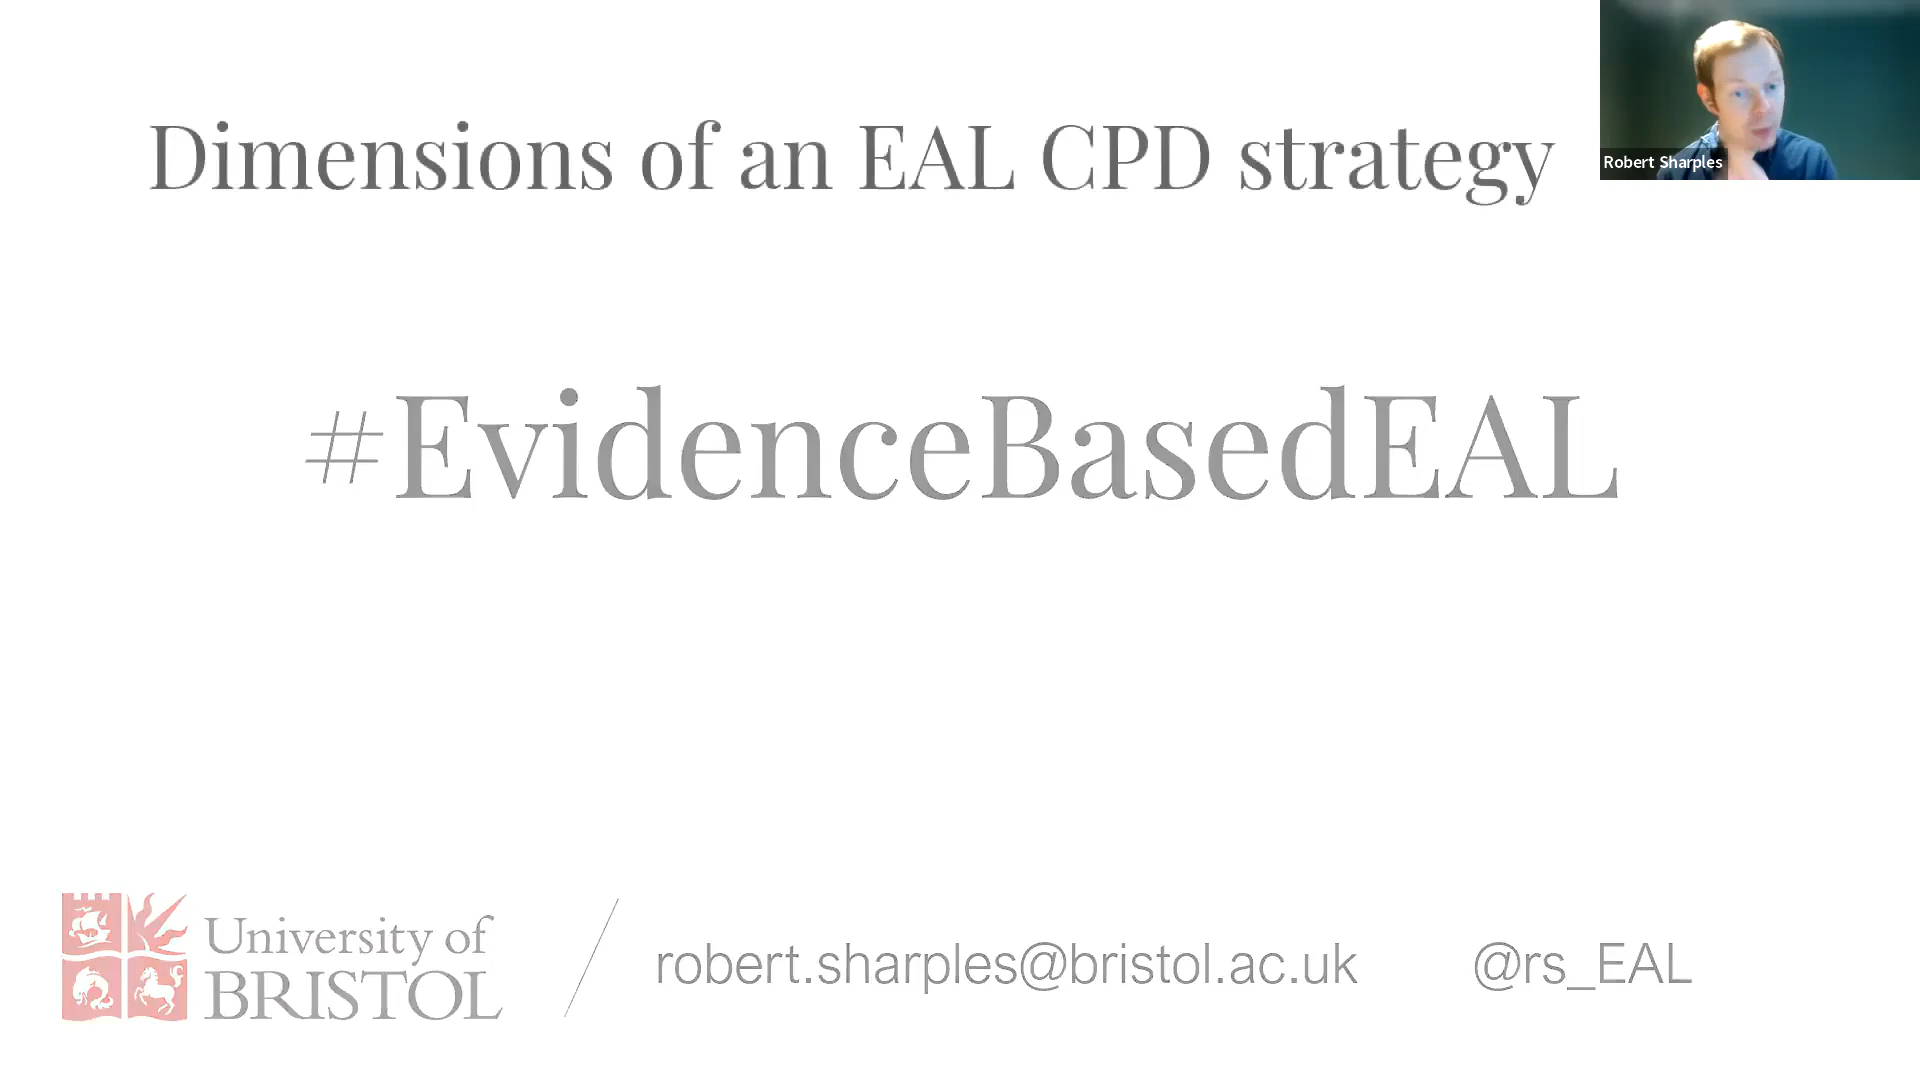 Dimensions of an EAL CPD strategy
Robert Sharples
#EvidenceBasedEAL
University of
BRISTOL
robert.sharples@bristol.ac.uk
@rs_EAL